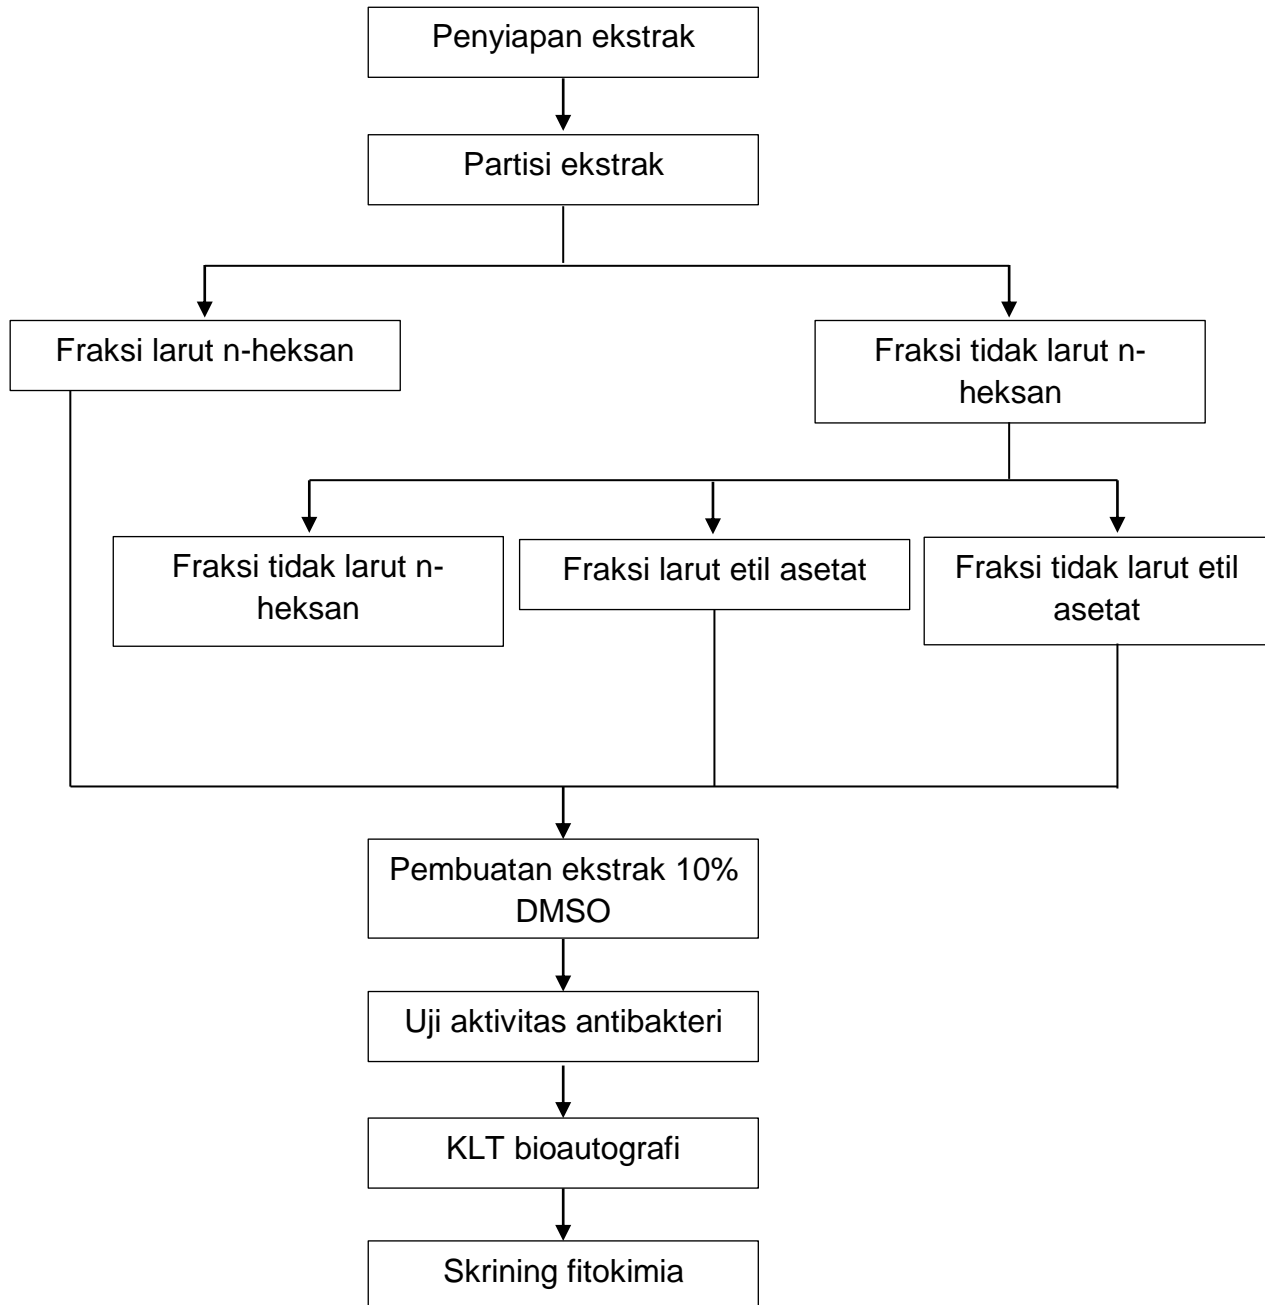 Penyiapan ekstrak
Partisi ekstrak
Fraksi larut n-heksan
Fraksi tidak larut n-
heksan
Fraksi tidak larut n-
heksan
Fraksi larut etil asetat
Fraksi tidak larut etil
asetat
Pembuatan ekstrak 10%
DMSO
Uji aktivitas antibakteri
KLT bioautografi
Skrining fitokimia